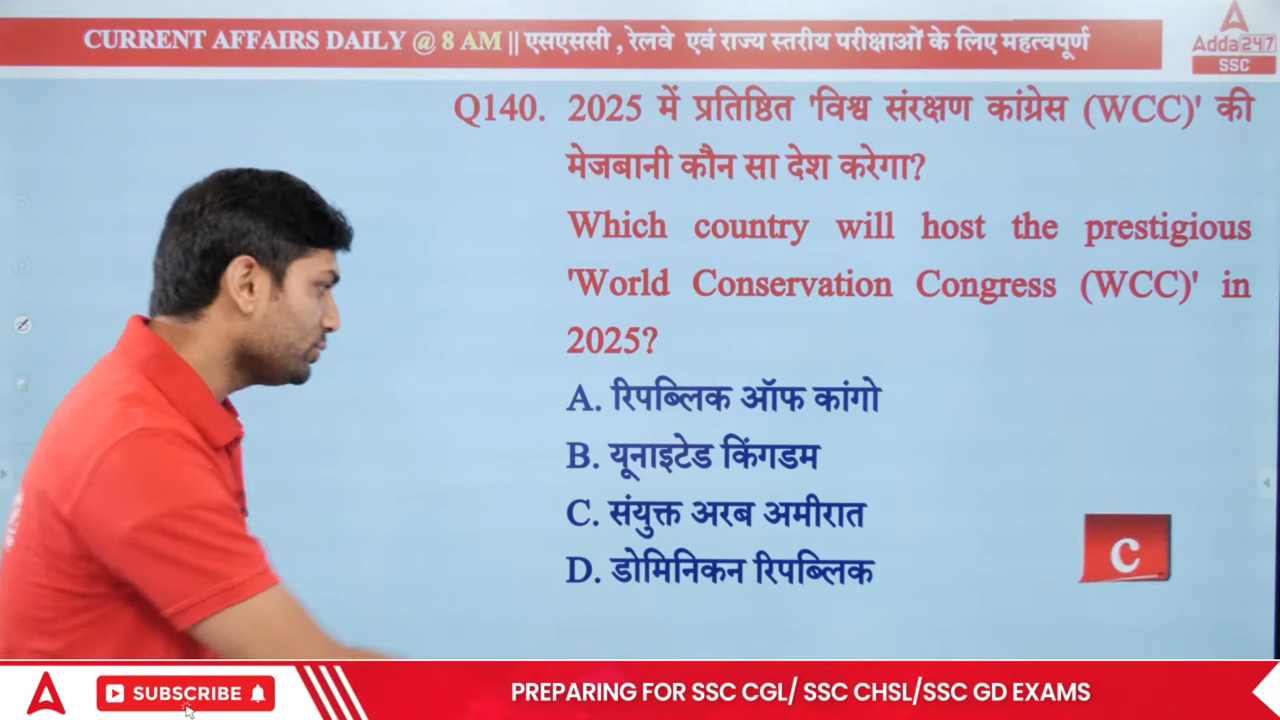 CURRENT AFFAIRS DAILY @ 8 AM || एसएससी , रेलवे एवं राज्य स्तरीय परीक्षाओं के लिए महत्वपूर्ण
Adda 247
SSC
Q140. 2025 में प्रतिष्ठित 'विश्व संरक्षण कांग्रेस (WCC)' की
मेजबानी कौन सा देश करेगा?
Which country will host the prestigious
'World Conservation Congress (WCC)' in
2025?
A. रिपब्लिक ऑफ कांगो
B. यूनाइटेड किंगडम
C. संयुक्त अरब अमीरात
D. डोमिनिकन रिपब्लिक
C
SUBSCRIBE
PREPARING FOR SSC CGL/ SSC CHSL/SSC GD EXAMS